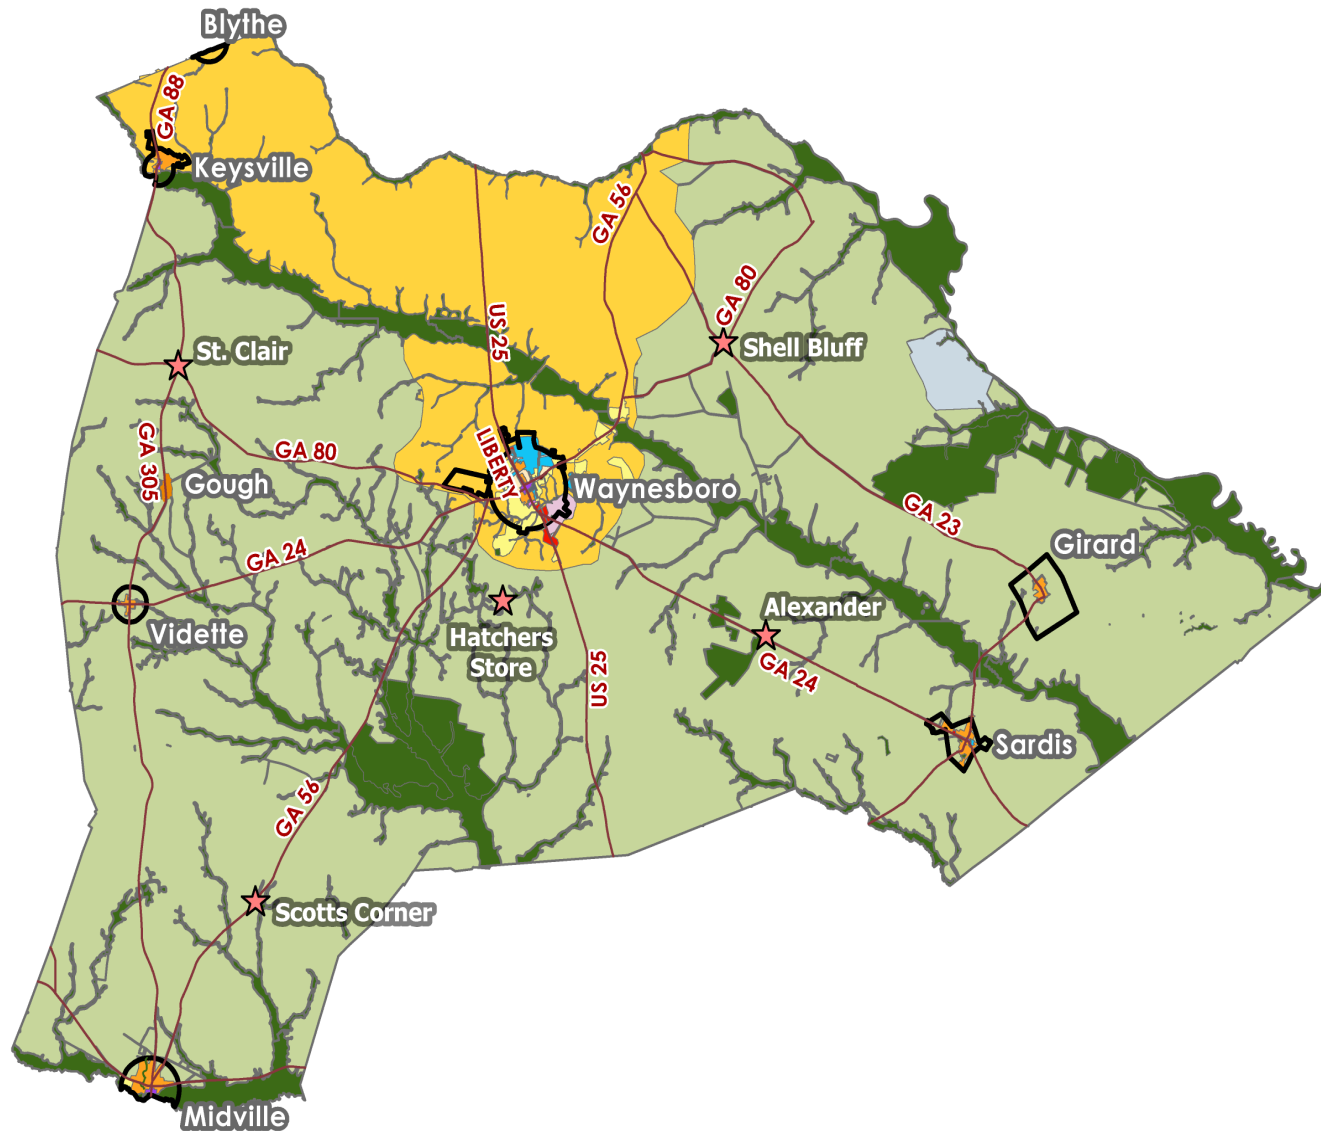 Blythe
GA 88
Keysville
GA 56
US 25
GA 80
St. Clair
Shell Bluff
GA 305
GA 80
LIBERTY
Gough
Waynesboro
GA 23
GA 24
Girard
Vidette
Hatchers
Store
Alexander
GA 24
US 25
Sardis
GA 56
Scotts Corner
Midville